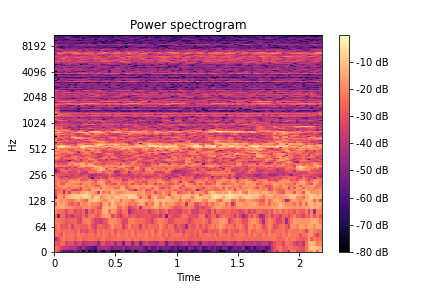 Power spectrogram
8192
4096
2048
1024
512
256
128
64
0
Hz
0 0.5 1 1.5 2
Time
-10 dB
-20 dB
-30 dB
-40 dB
-50 dB
-60 dB
-70 dB
-80 dB